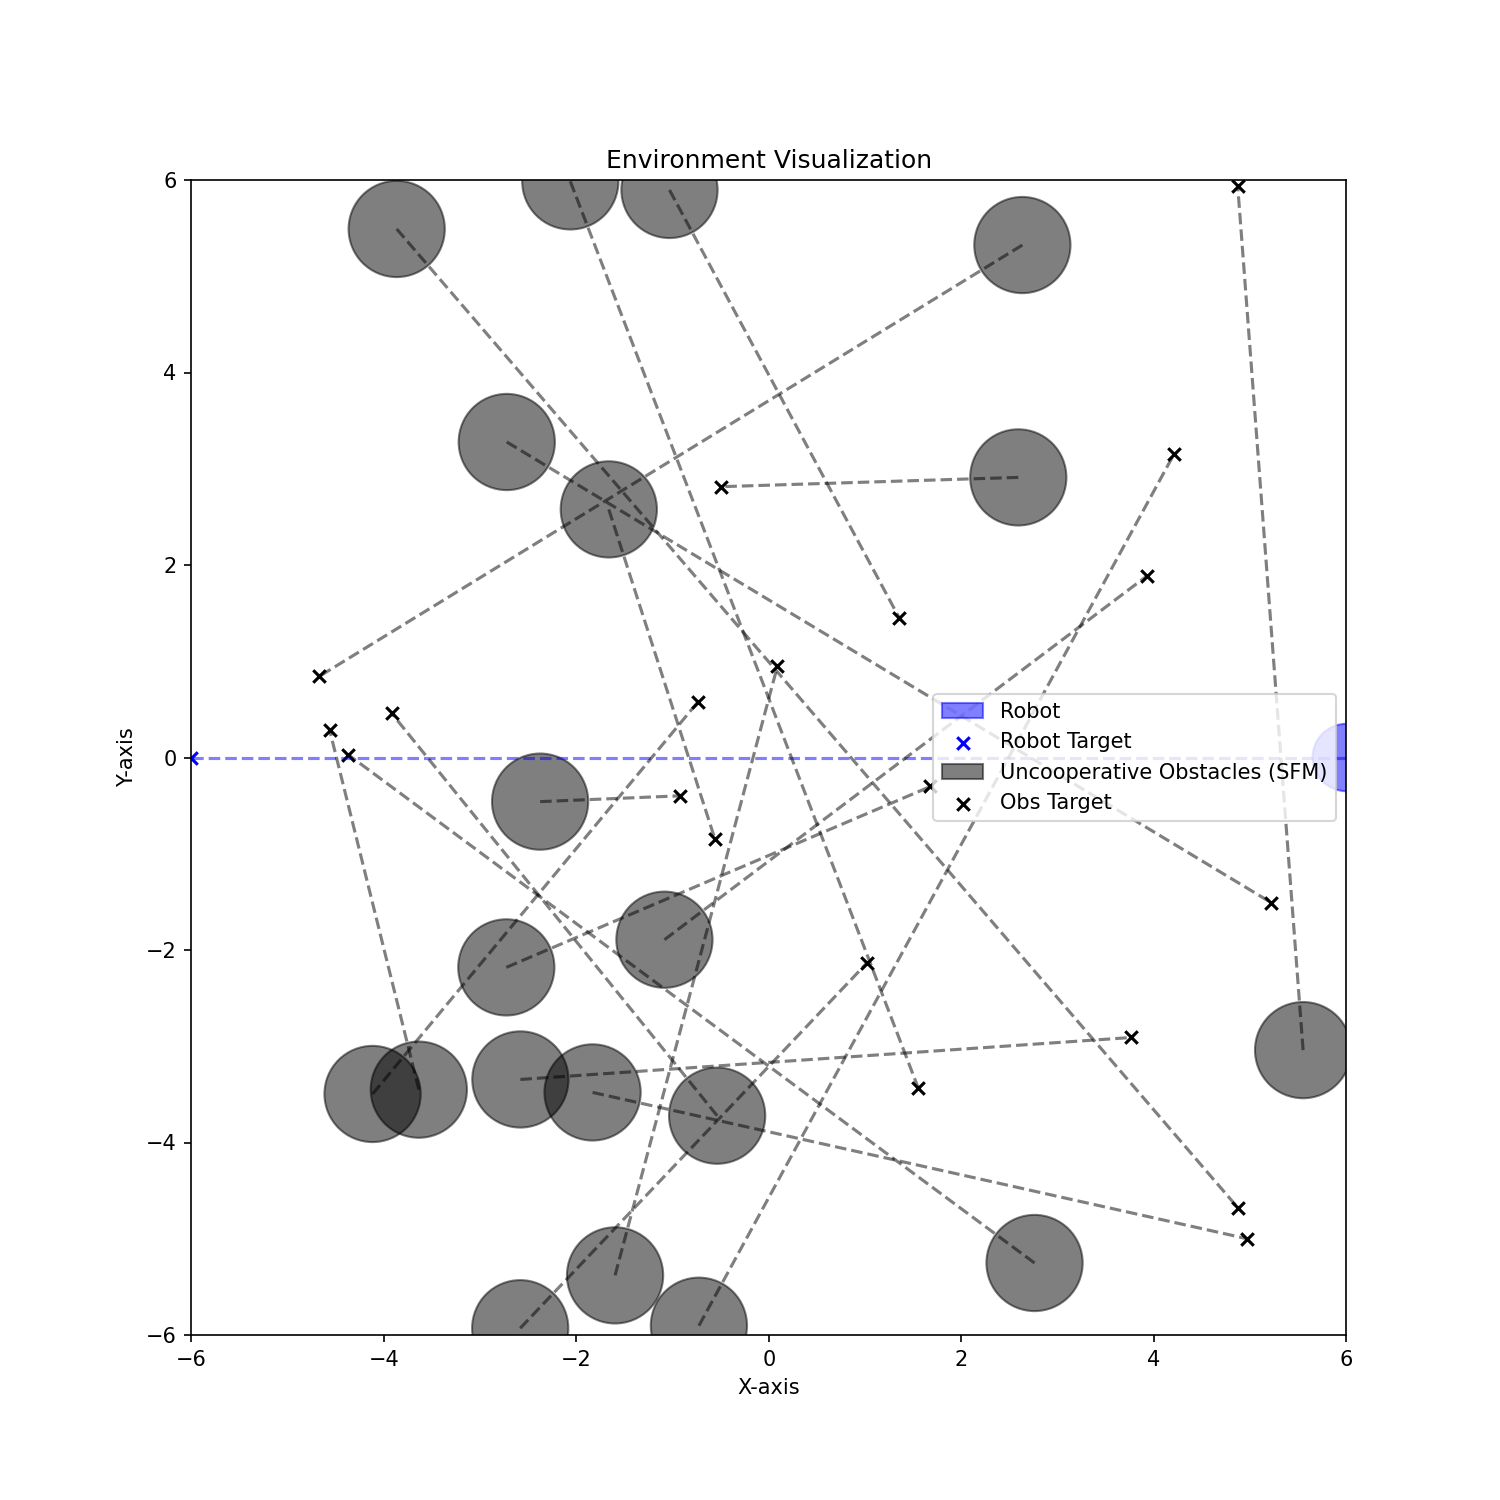 Environment Visualization
6
4
2
0
−2
−4
−6
Y-axis
Robot
Robot Target
Uncooperative Obstacles (SFM)
Obs Target
−6
−4
−2
0
2
4
6
X-axis